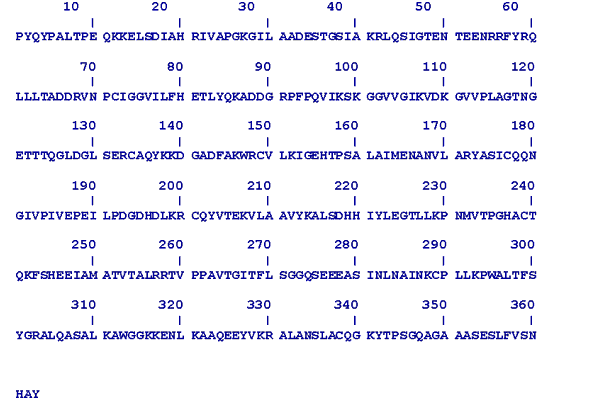 10 20 30 40 50 60
| | | | | |
PYQYPALTPE QKKELSDIAH RIVAPGKGIL AADESTGSIA KRLQSIGTEN TEENRRFYRQ
70 80 90 100 110 120
| | | | | |
LLLTADDRVN PCIGGVILFH ETLYQKADDG RPFPQVIKSK GGVVGIKVDK GVVPLAGTNG
130 140 150 160 170 180
| | | | | |
ETTTQGLDGL SERCAQYKKD GADFAKWRCV LKIGEHTPSA LAIMENANVL ARYASICQQN
190 200 210 220 230 240
| | | | | |
GIVPIVEPEI LPDGDHDLKR CQYVTEKVLA AVYKALSDHH IYLEGTLLKP NMVTPGHACT
250 260 270 280 290 300
| | | | | |
QKFSHEEIAM ATVTALRRTV PPAVTGITFL SGGQSEEEAS INLNAINKCP LLKPWALTFS
310 320 330 340 350 360
| | | | | |
YGRALQASAL KAWGGKKENL KAAQEEYVKR ALANSLACQG KYTPSGQAGA AASESLFVSN
HAY